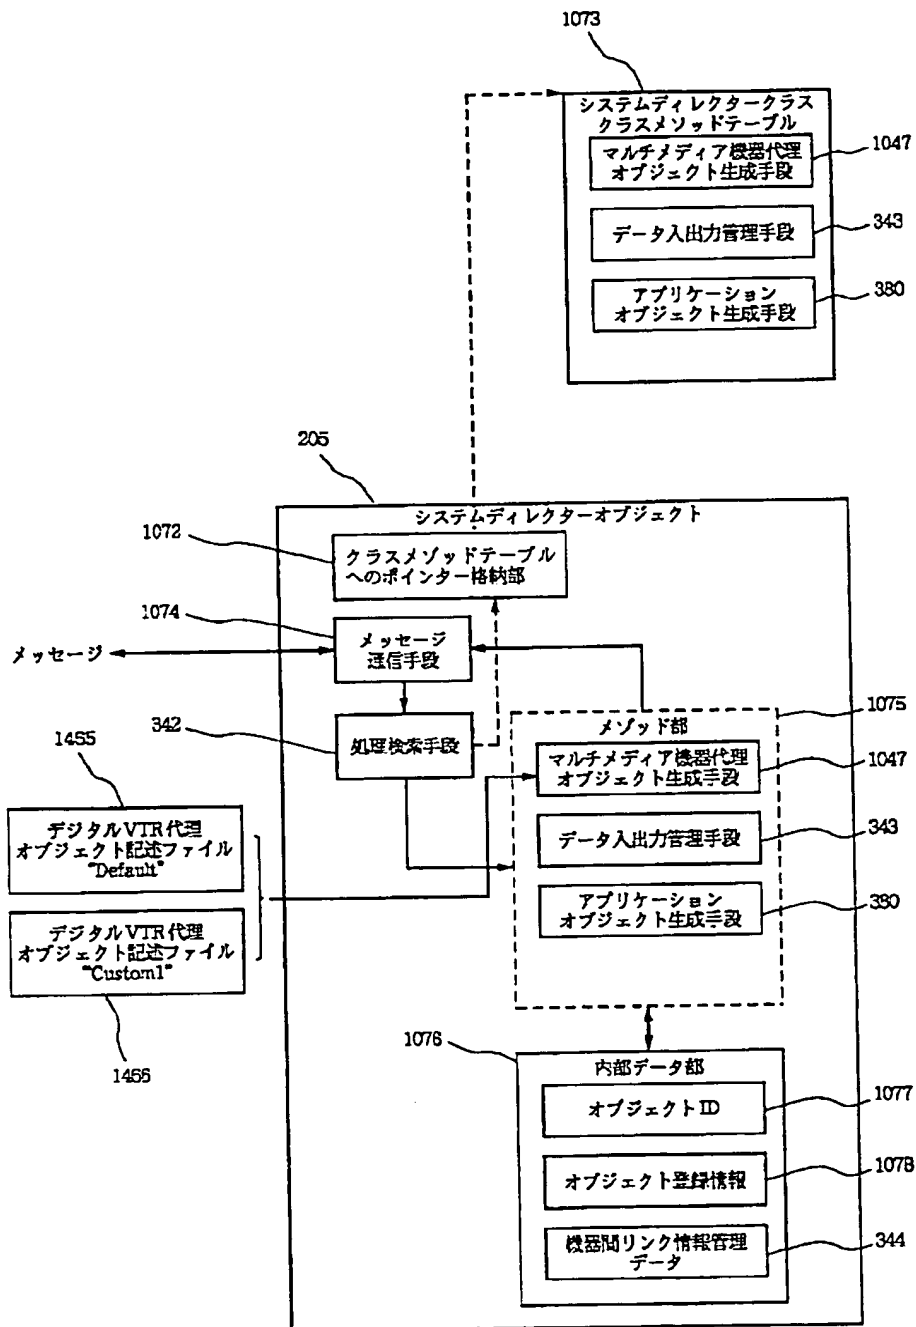 1073
システムディレクタークラス
クラスメソッドテーブル
マルチメディア機器代理
オブジェクト生成手段
1047
データ入出力管理手段
343
アプリケーション
オブジェクト生成手段
380
205
システムディレクターオブジェクト
1072
クラスメゾッドテーブル
へのポインター格納部
1074
メッセージ
メッセージ
通信手段
342
処理検索手段
1075
メゾッド部
マルチメディア機器代理
オブジェクト生成手段
1047
データ入出力管理手段
343
アプリケーション
オブジェクト生成手段
380
1455
デジタルVTR代理
オブジェクト記述ファイル
"Default"
デジタルVTR代理
オブジェクト記述ファイル
"Custom1"
1456
1076
内部データ部
オブジェクトID
1077
オブジェクト登録情報
1078
機器間リンク情報管理
データ
344